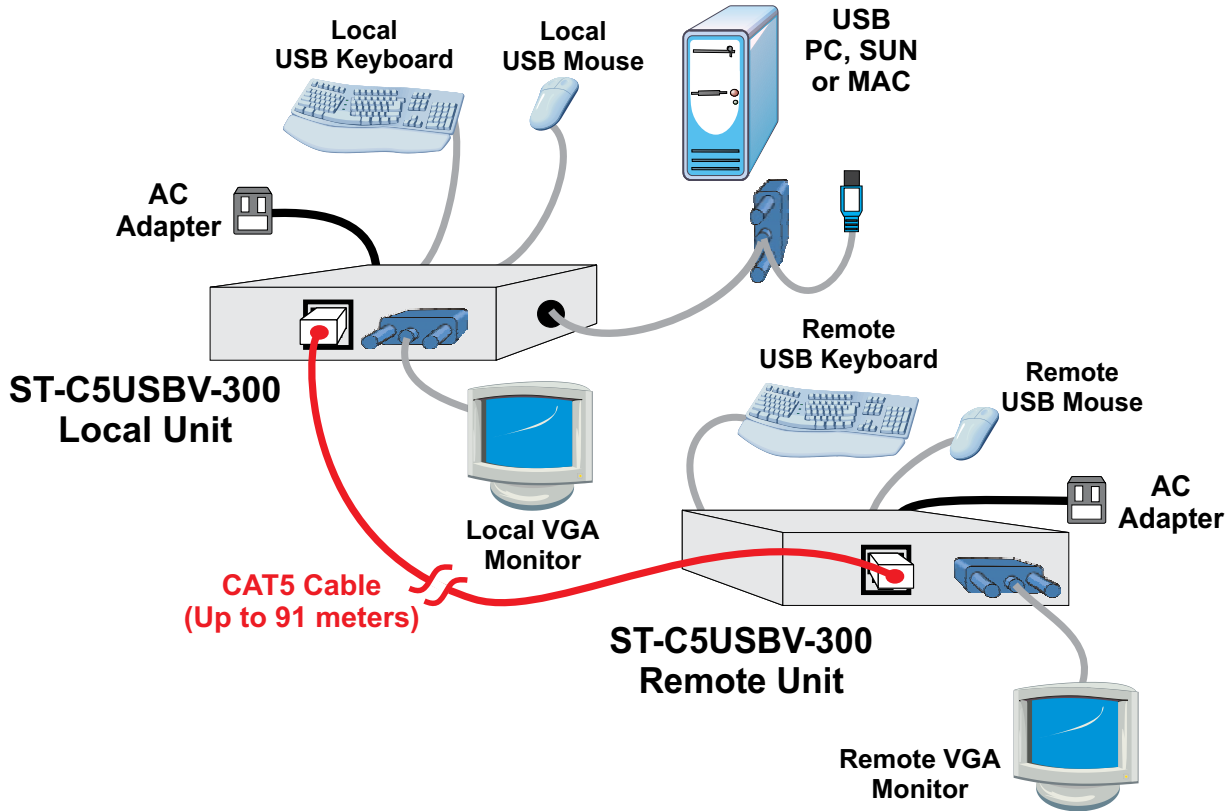 Local
USB Keyboard
Local
USB Mouse
USB
PC, SUN
or MAC
AC
Adapter
ST-C5USBV-300
Local Unit
Local VGA
Monitor
CAT5 Cable
(Up to 91 meters)
Remote
USB Keyboard
Remote
USB Mouse
AC
Adapter
ST-C5USBV-300
Remote Unit
Remote VGA
Monitor